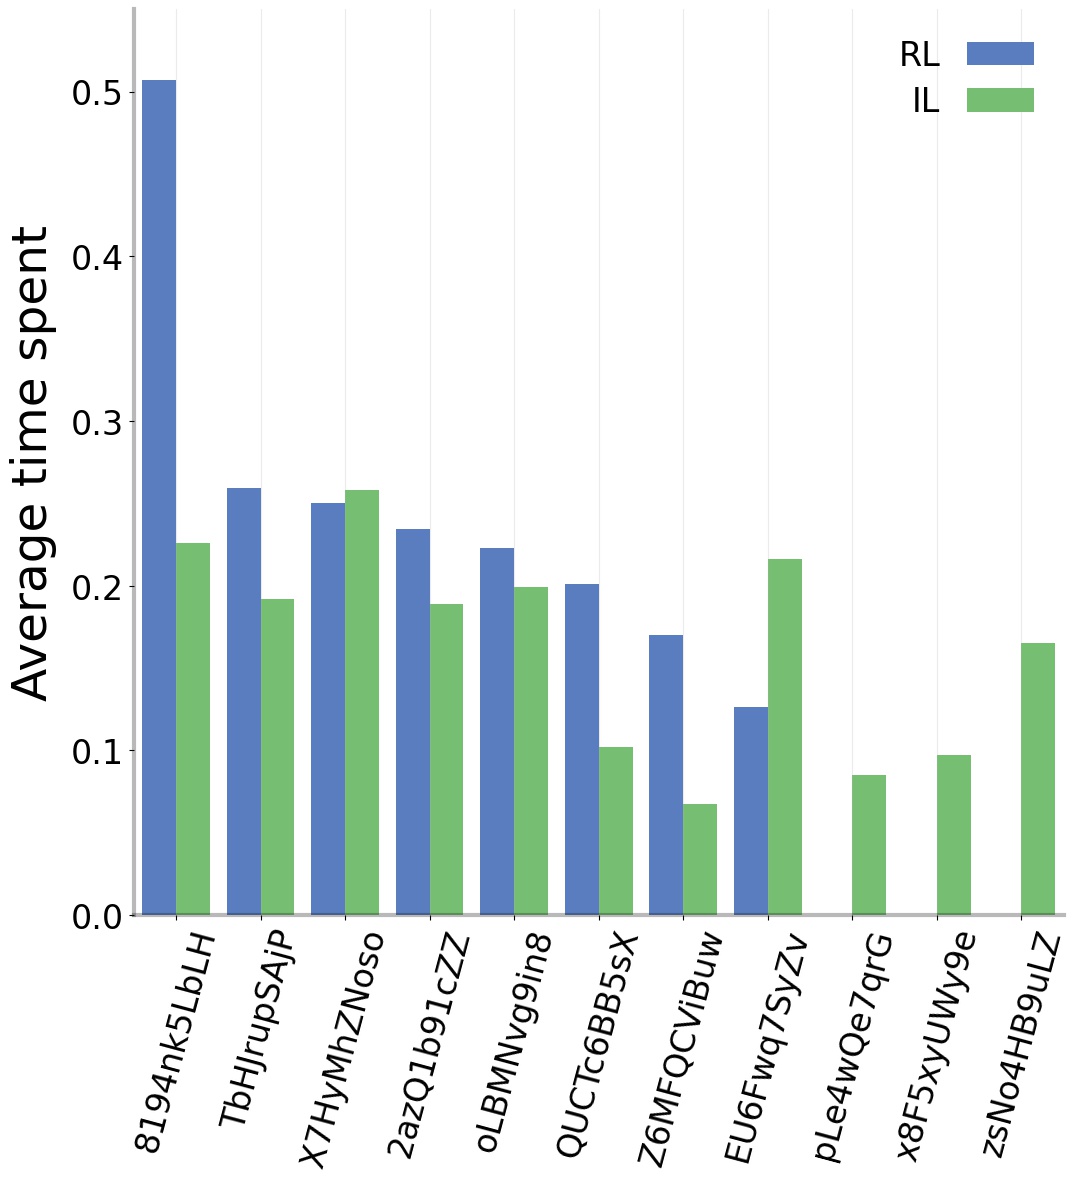 Average time spent
0.5
0.4
0.3
0.2
0.1
0.0
RL
IL
8194nk5LbLH
TbHJrupSAjP
X7HyMhZNoso
2azQ1b91cZZ
oLBMNvg9in8
QUCTc6BB5sX
Z6MFQCViBuw
EU6Fwq7SyZv
pLe4wQe7qrG
x8F5xyUWy9e
zsNo4HB9uLZ